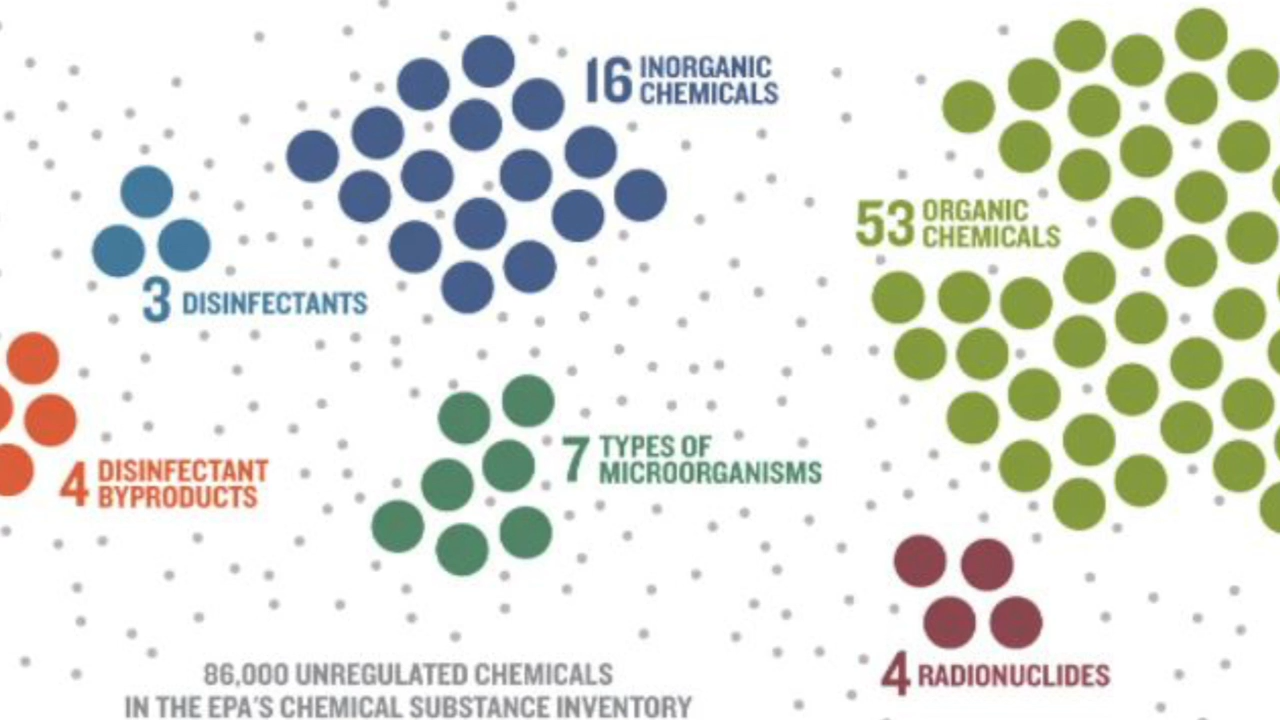 16 INORGANIC
CHEMICALS
53 ORGANIC
CHEMICALS
3 DISINFECTANTS
4 DISINFECTANT
BYPRODUCTS
7 TYPES OF
MICROORGANISMS
4 RADIONUCLIDES
86,000 UNREGULATED CHEMICALS
IN THE EPA'S CHEMICAL SUBSTANCE INVENTORY